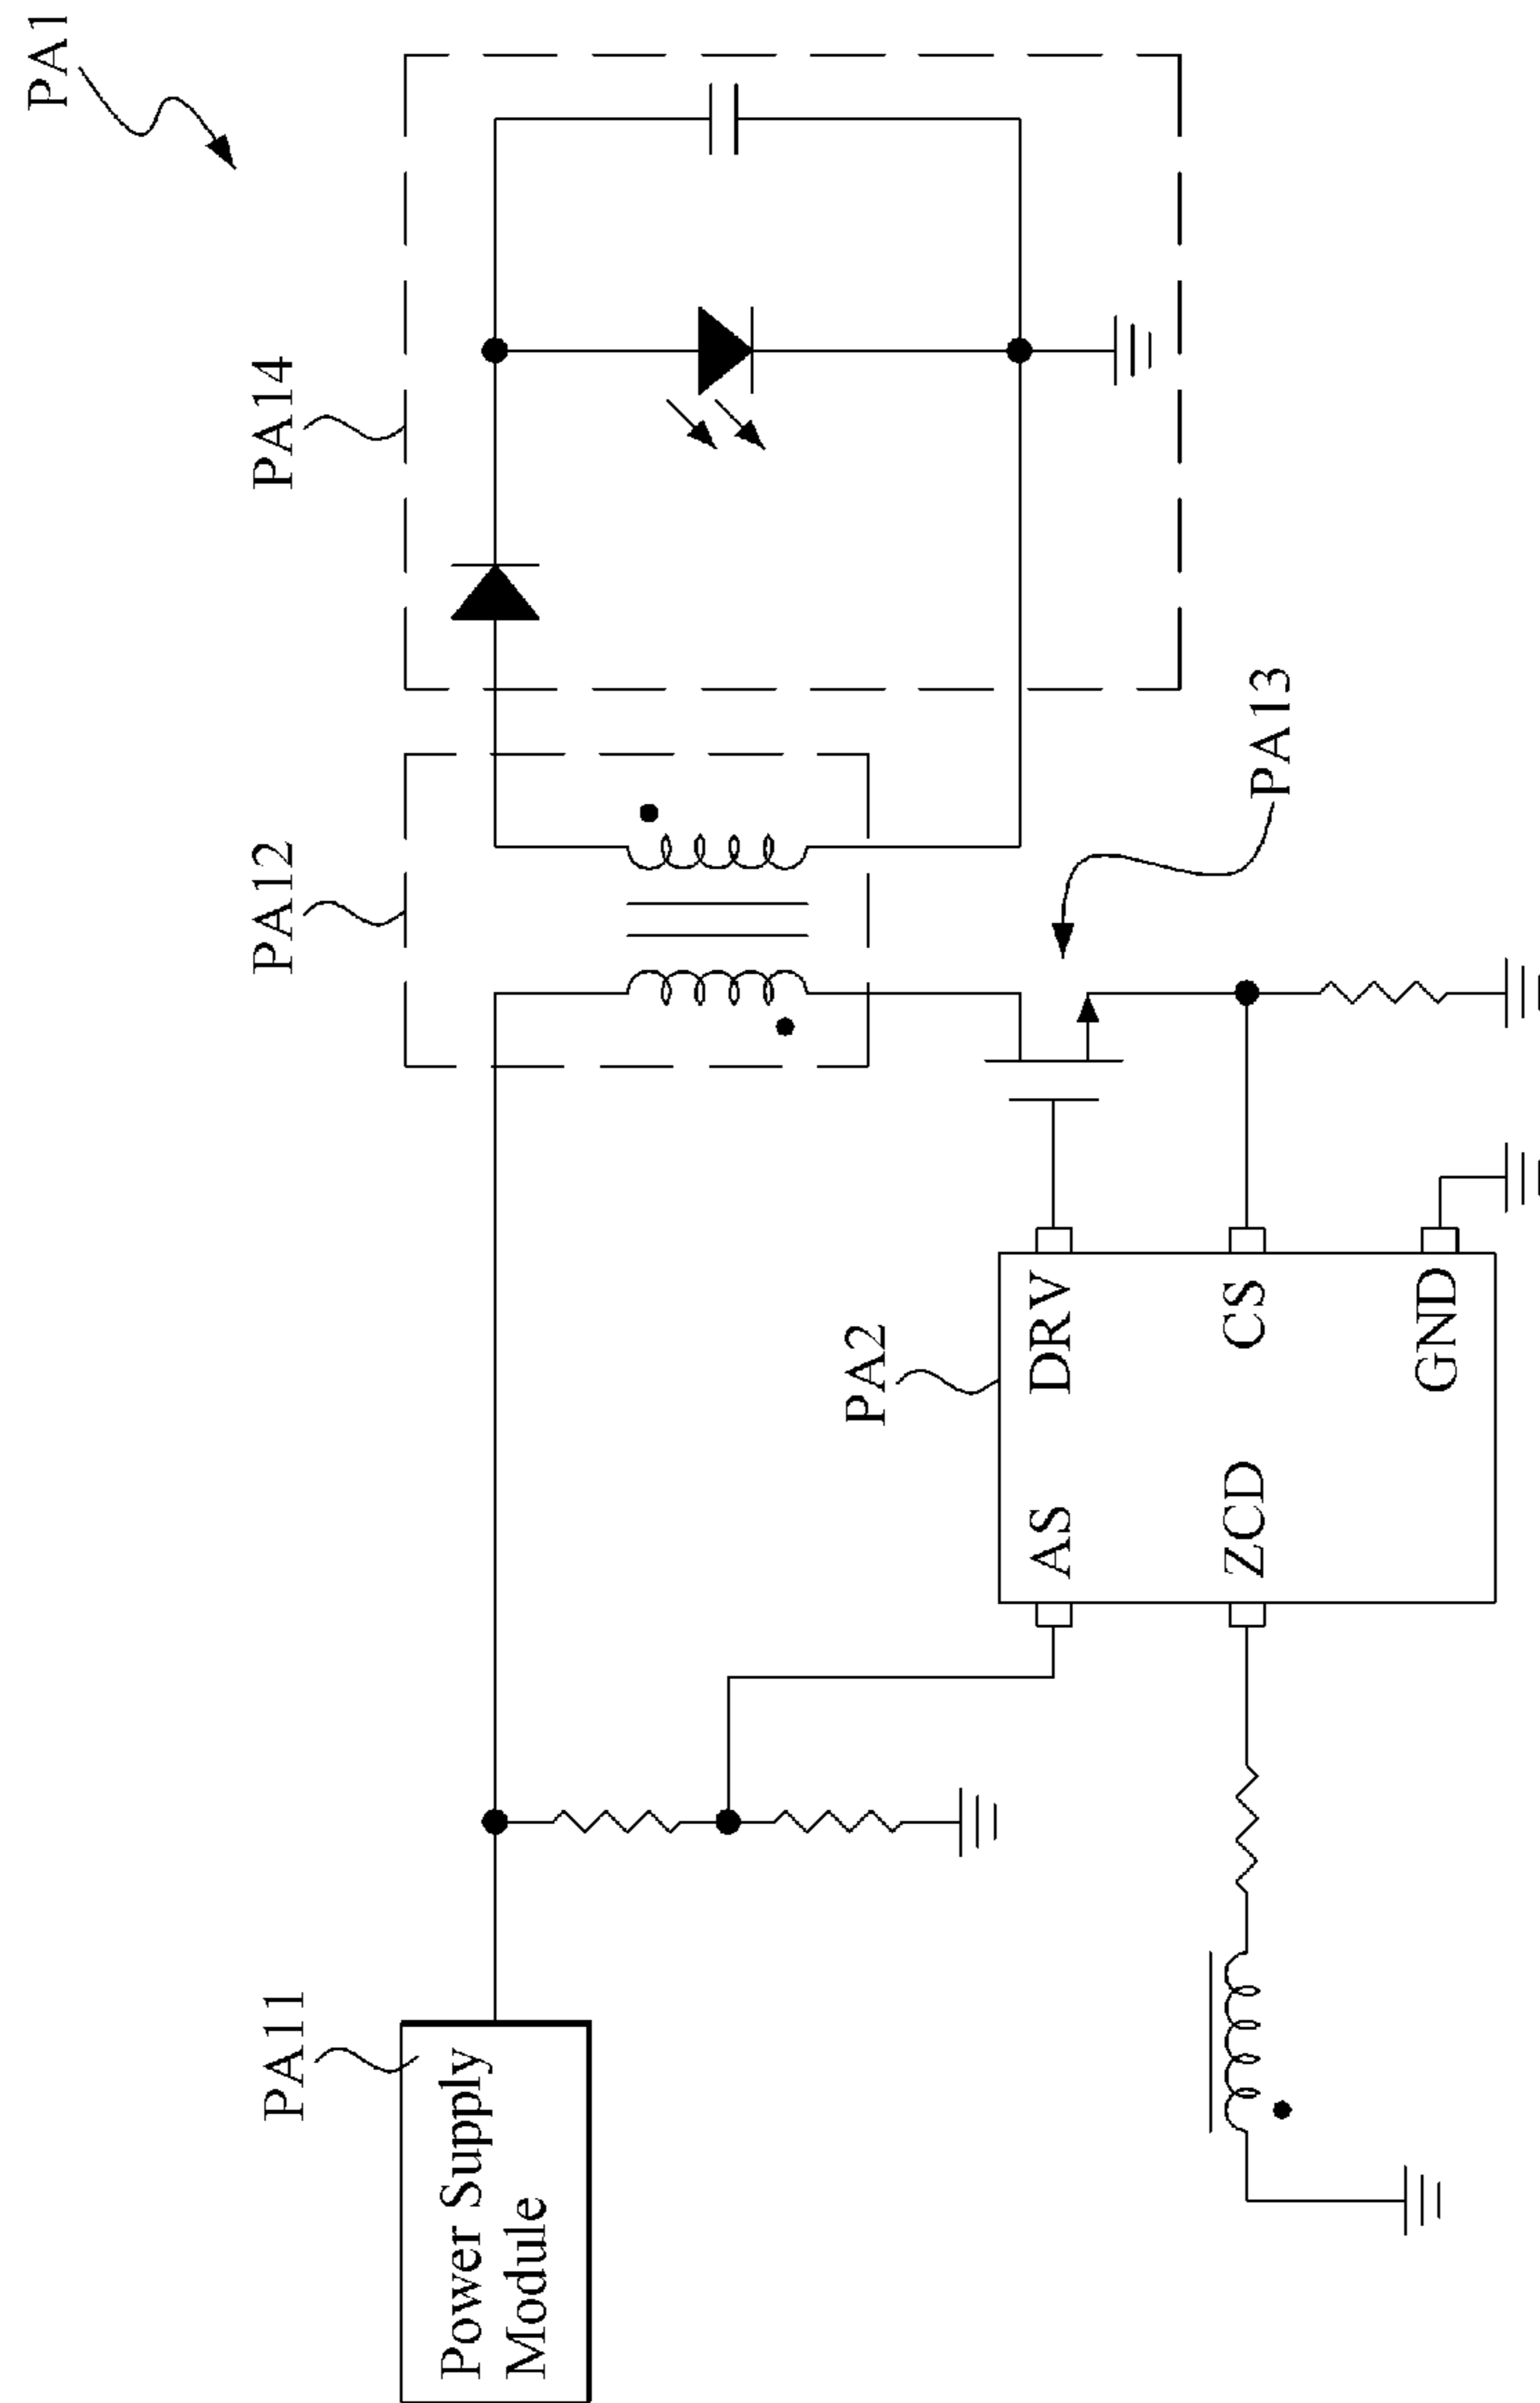 PA1
PA11
Power Supply
Module
PA12
PA14
PA13
PA2
AS
DRV
ZCD
CS
GND